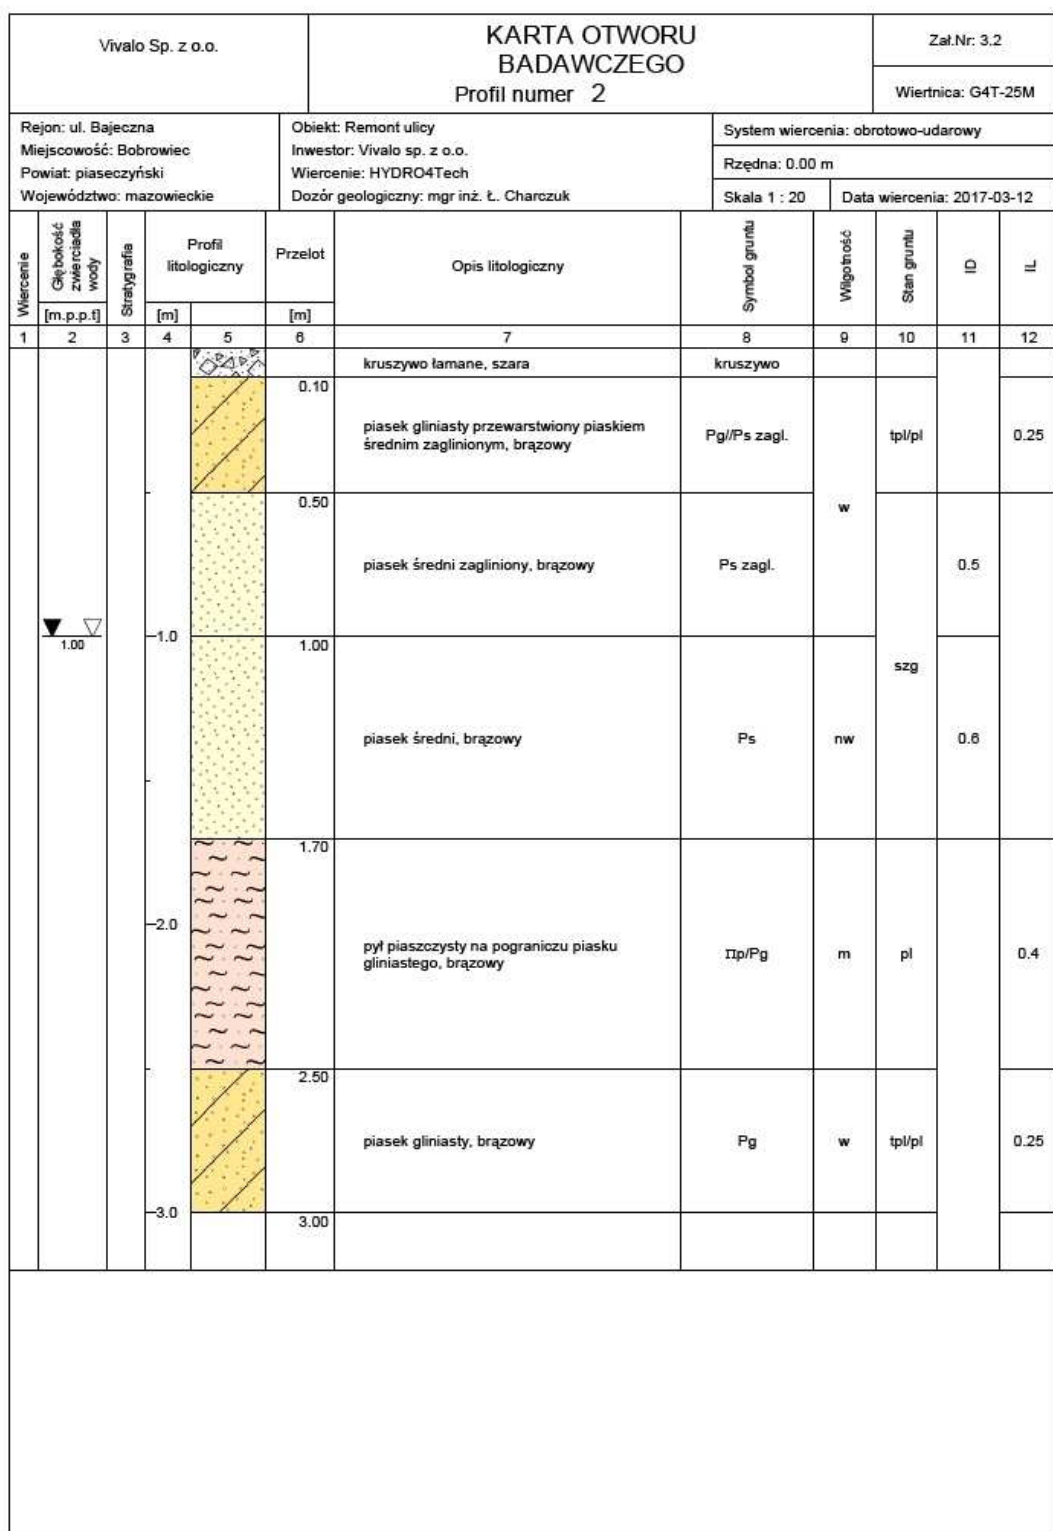 Vivalo Sp. z o.o.
KARTA OTWORU
BADAWCZEGO
Profil numer 2
Zał.Nr: 3.2
Wiertnica: G4T-25M
Rejon: ul. Bajeczna
Miejscowość: Bobrowiec
Powiat: piaseczyński
Województwo: mazowieckie
Obiekt: Remont ulicy
Inwestor: Vivalo sp. z o.o.
Wiercenie: HYDRO4Tech
Dozór geologiczny: mgr inż. Ł. Charczuk
System wiercenia: obrotowo-udarowy
Rzędna: 0.00 m
Skala 1 : 20
Data wiercenia: 2017-03-12
Wiercenie
Głębokość
zwierciadła
wody
[m.p.p.t]
Stratygrafia
Profil
litologiczny
[m]
Przelot
[m]
Opis litologiczny
Symbol gruntu
Wilgotność
Stan gruntu
ID
IL
1 2 3 4 5 6 7 8 9 10 11 12
kruszywo łamane, szara kruszywo
0.10
piasek gliniasty przewarstwiony piaskiem
średnim zaglinionym, brązowy
Pg//Ps zagl. tpl/pl 0.25
0.50
w
piasek średni zagliniony, brązowy Ps zagl. 0.5
1.00
-1.0
1.00
szg
piasek średni, brązowy Ps nw 0.6
1.70
-2.0
pył piaszczysty na pograniczu piasku
gliniastego, brązowy
Πp/Pg m pl 0.4
2.50
piasek gliniasty, brązowy Pg w tpl/pl 0.25
-3.0
3.00